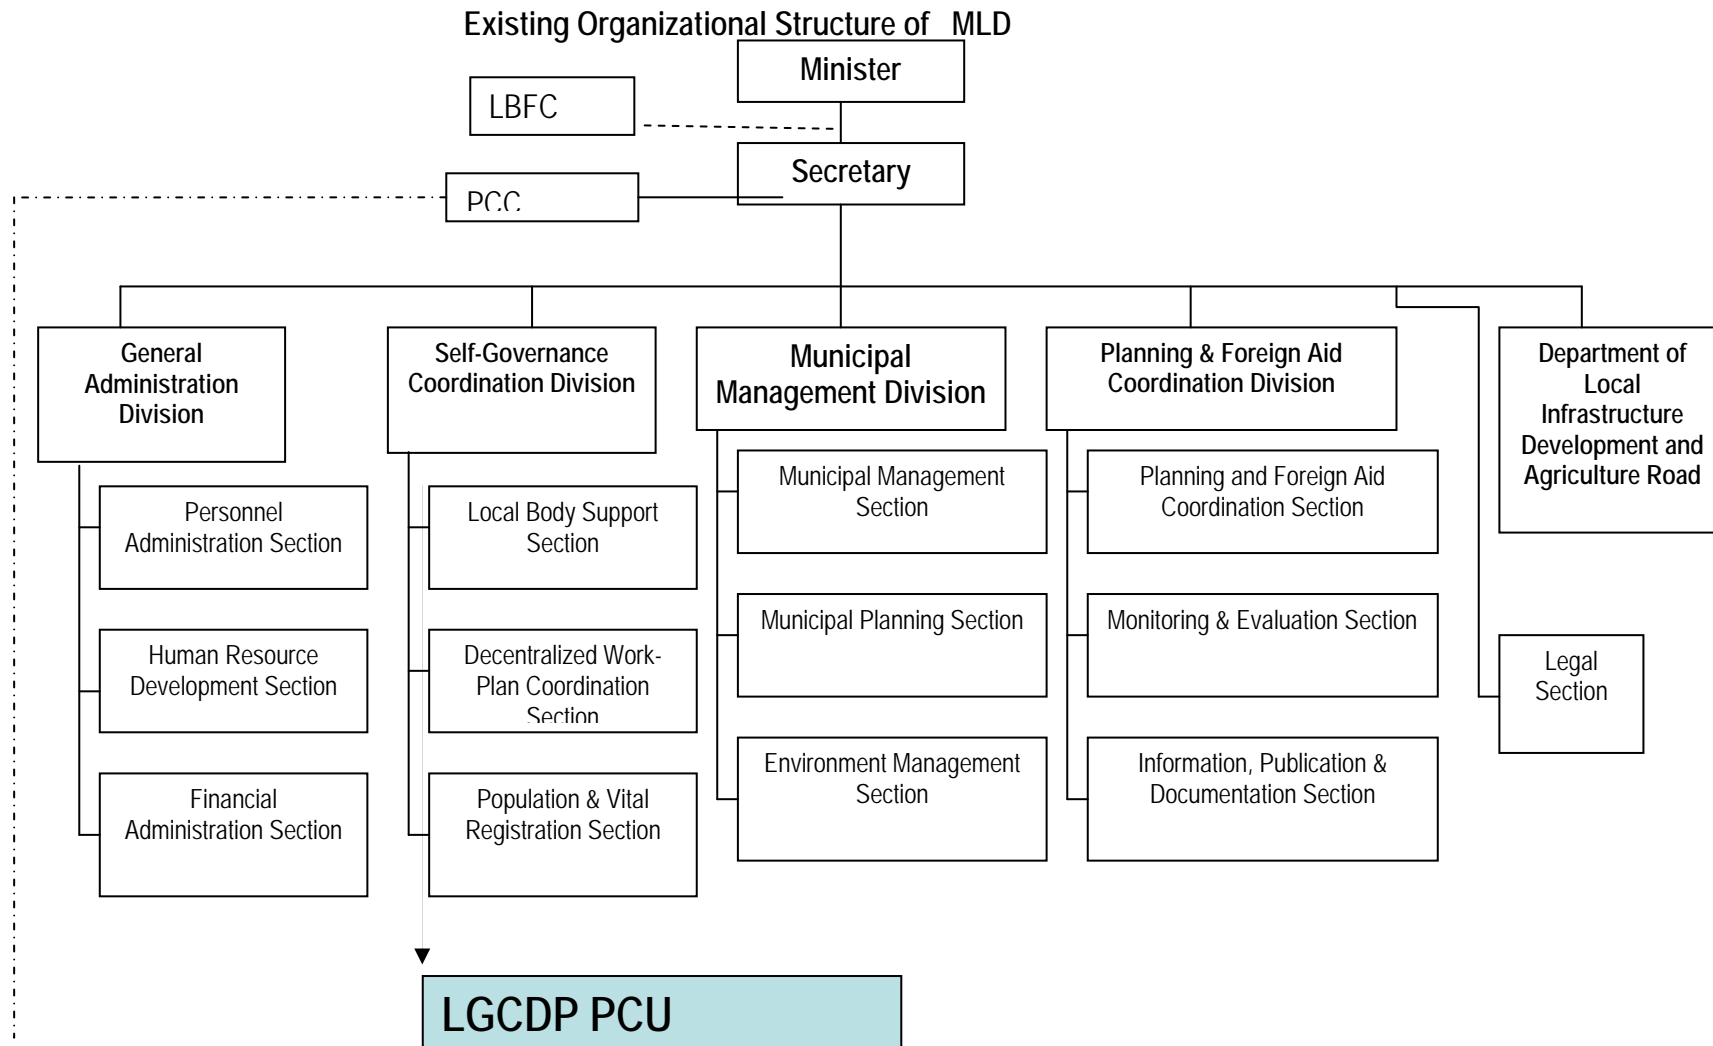 Existing Organizational Structure of MLD
Minister
LBFC
Secretary
PCC
General
Administration
Division
Self-Governance
Coordination Division
Municipal
Management Division
Planning & Foreign Aid
Coordination Division
Department of
Local
Infrastructure
Development and
Agriculture Road
Personnel
Administration Section
Human Resource
Development Section
Financial
Administration Section
Local Body Support
Section
Decentralized Work-
Plan Coordination
Section
Population & Vital
Registration Section
Municipal Management
Section
Municipal Planning Section
Environment Management
Section
Planning and Foreign Aid
Coordination Section
Monitoring & Evaluation Section
Information, Publication &
Documentation Section
Legal
Section
LGCDP PCU